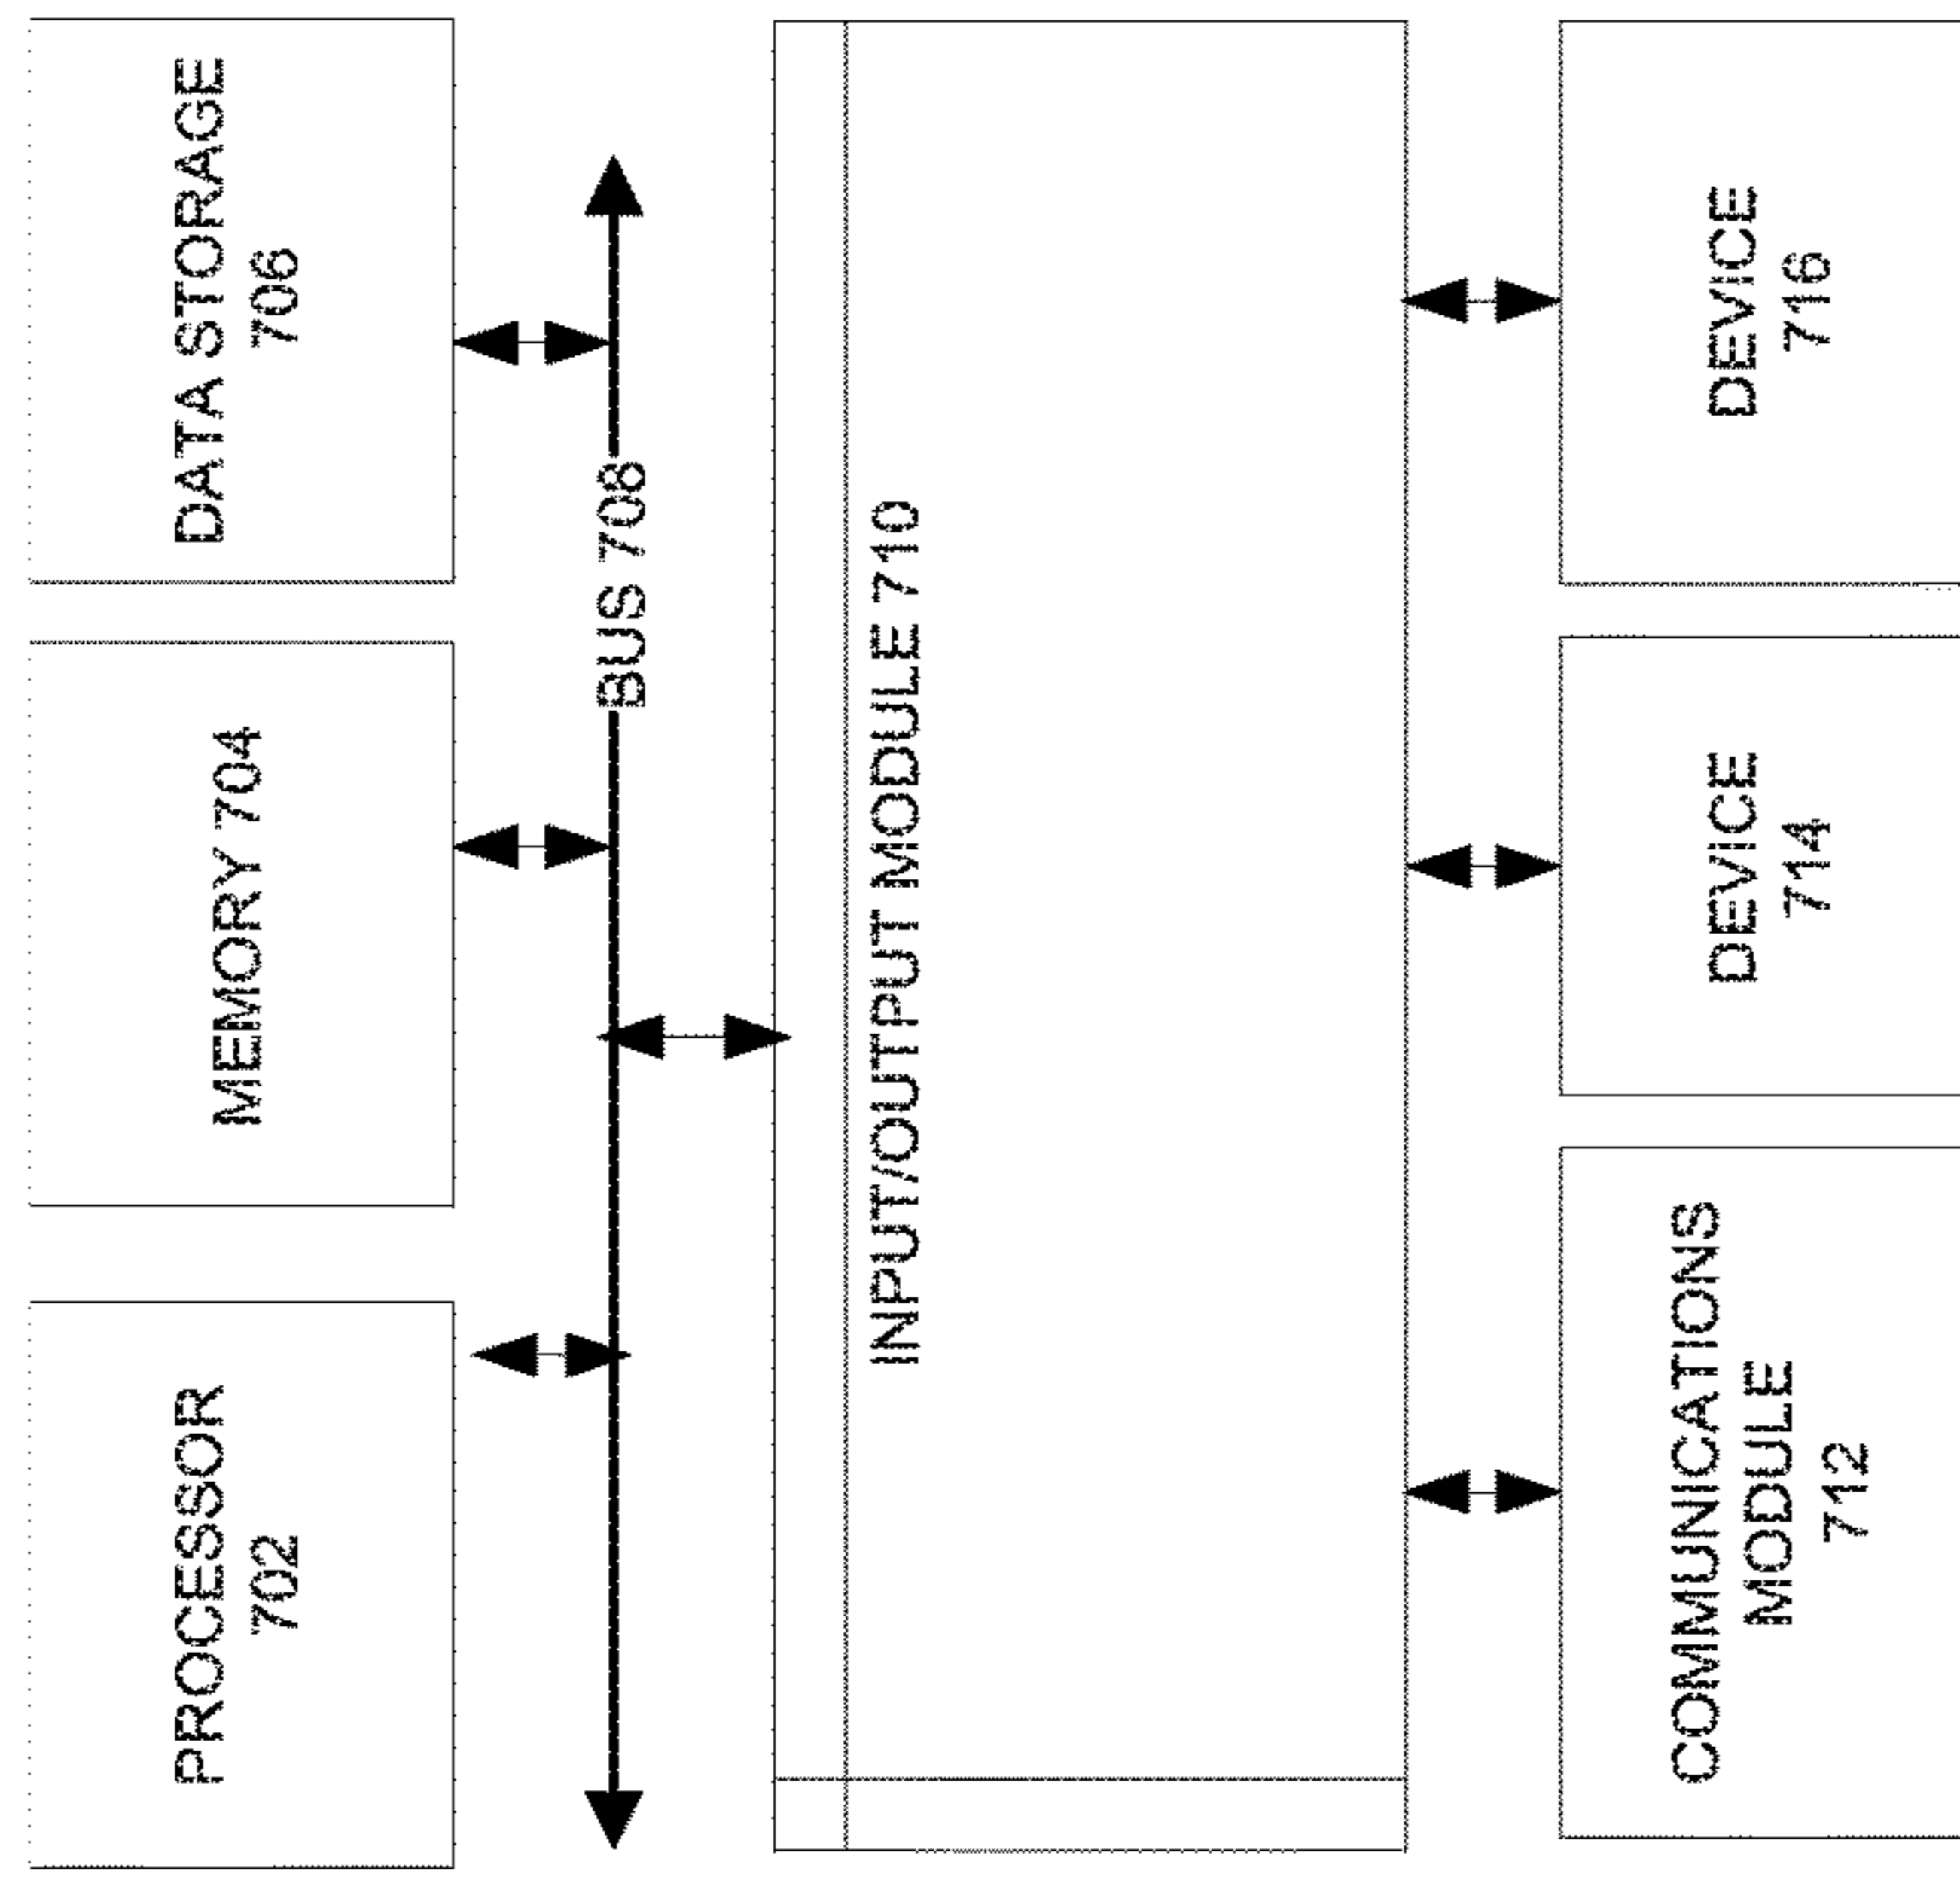 PROCESSOR
702
MEMORY 704
DATA STORAGE
706
BUS 708
INPUT/OUTPUT MODULE 710
COMMUNICATIONS
MODULE
712
DEVICE
714
DEVICE
716